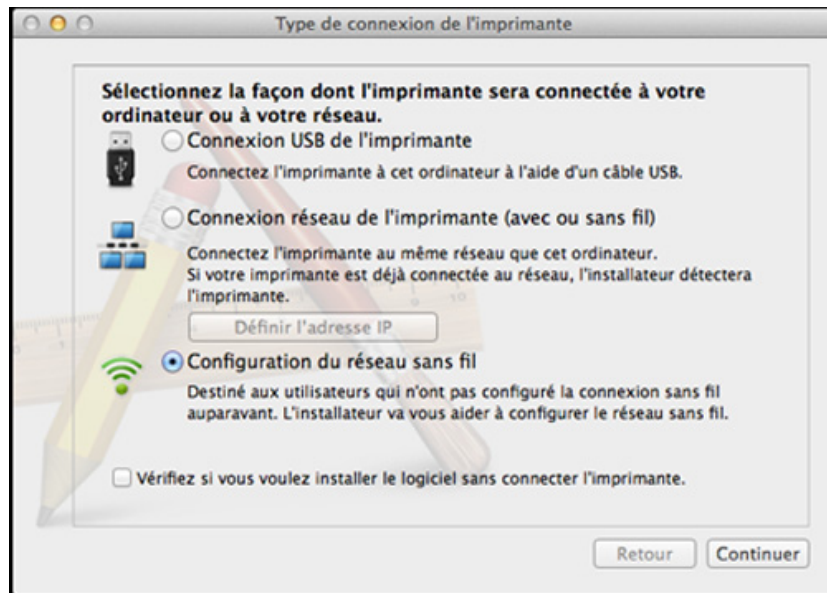 Type de connexion de l'imprimante
Sélectionnez la façon dont l'imprimante sera connectée à votre
ordinateur ou à votre réseau.
Connexion USB de l'imprimante
Connectez l'imprimante à cet ordinateur à l'aide d'un câble USB.
Connexion réseau de l'imprimante (avec ou sans fil)
Connectez l'imprimante au même réseau que cet ordinateur.
Si votre imprimante est déjà connectée au réseau, l'installateur détectera
l'imprimante.
Définir l'adresse IP
Configuration du réseau sans fil
Destiné aux utilisateurs qui n'ont pas configuré la connexion sans fil
auparavant. L'installateur va vous aider à configurer le réseau sans fil.
Vérifiez si vous voulez installer le logiciel sans connecter l'imprimante.
Retour
Continuer